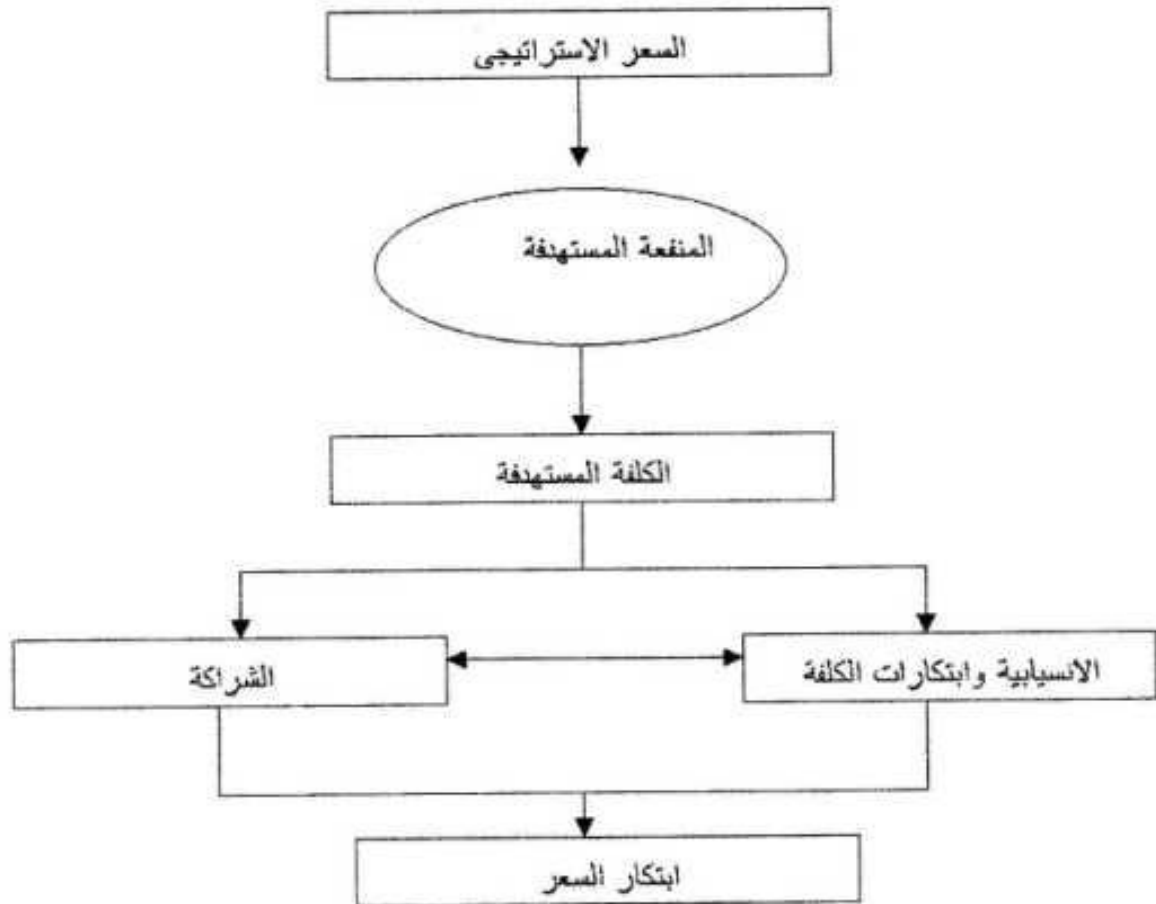 السعر الاستراتيجى
المنفعة المستهدفة
الكلفة المستهدفة
الانسيابية وابتكارات الكلفة
الشراكة
ابتكار السعر